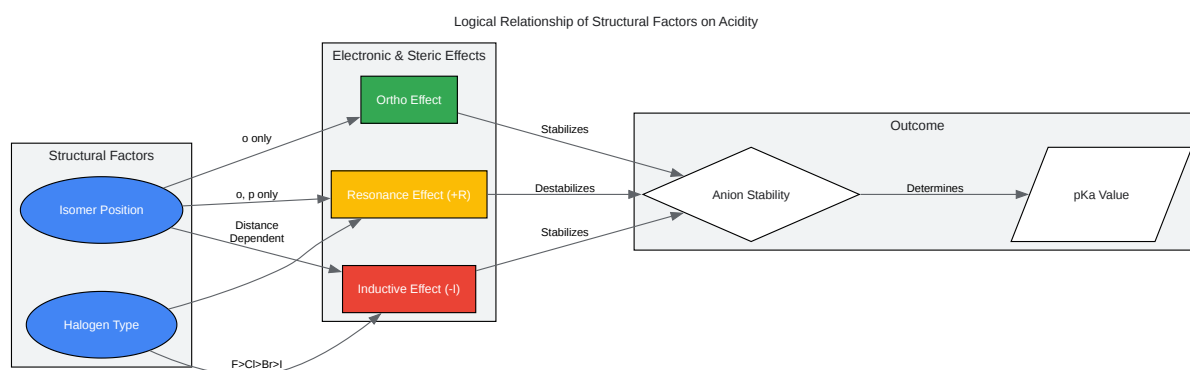 Logical Relationship of Structural Factors on Acidity
Structural Factors
Isomer Position
Halogen Type
o only
o, p only
Distance
Dependent
F>Cl>Br>I
Electronic & Steric Effects
Ortho Effect
Resonance Effect (+R)
Inductive Effect (-I)
Stabilizes
Destabilizes
Stabilizes
Outcome
Anion Stability
Determines
pKa Value